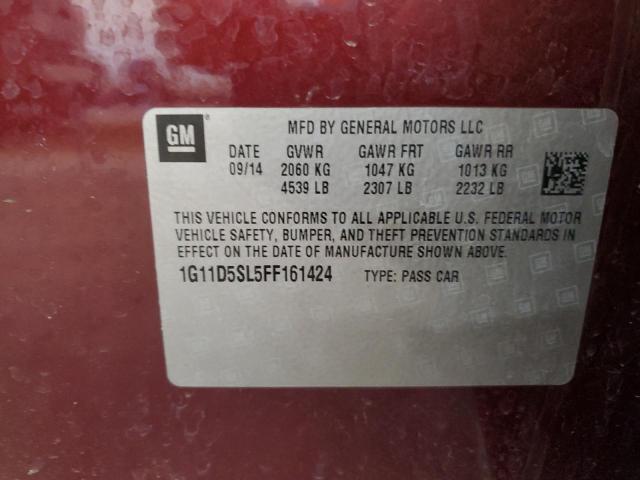 GM
MFD BY GENERAL MOTORS LLC
DATE GVWR GAWR FRT GAWR RR
09/14 2060 KG 1047 KG 1013 KG
4539 LB 2307 LB 2232 LB
THIS VEHICLE CONFORMS TO ALL APPLICABLE U.S. FEDERAL MOTOR
VEHICLE SAFETY, BUMPER, AND THEFT PREVENTION STANDARDS IN
EFFECT ON THE DATE OF MANUFACTURE SHOWN ABOVE.
1G11D5SL5FF161424 TYPE: PASS CAR